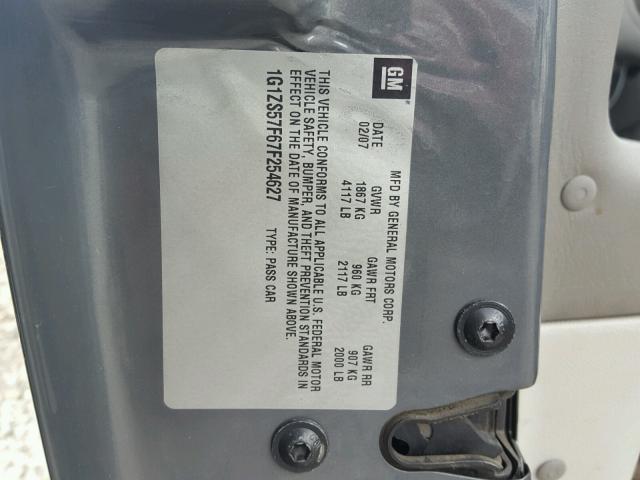 GM
MFD BY GENERAL MOTORS CORP.
DATE GVWR GAWR FRT GAWR RR
02/07 1867 KG 960 KG 907 KG
4117 LB 2117 LB 2000 LB
THIS VEHICLE CONFORMS TO ALL APPLICABLE U.S. FEDERAL MOTOR
VEHICLE SAFETY, BUMPER, AND THEFT PREVENTION STANDARDS IN
EFFECT ON THE DATE OF MANUFACTURE SHOWN ABOVE.
1G1ZS57F67F254627 TYPE: PASS CAR